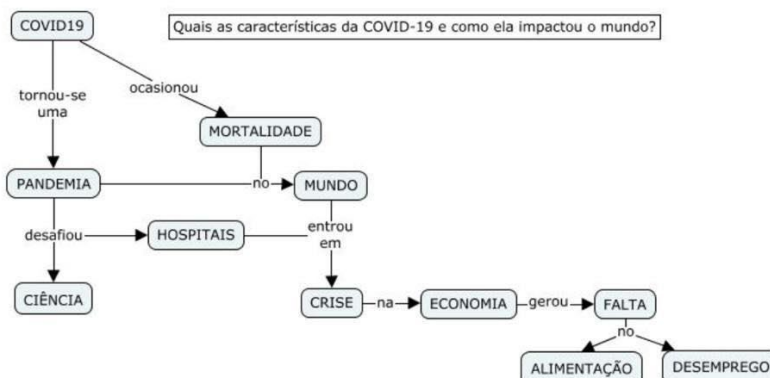 COVID19
Quais as características da COVID-19 e como ela impactou o mundo?
tornou-se
uma
ocasionou
MORTALIDADE
PANDEMIA
no
MUNDO
desafiou
HOSPITAIS
entrou
em
CIÊNCIA
CRISE
na
ECONOMIA
gerou
FALTA
no
ALIMENTAÇÃO
DESEMPREGO